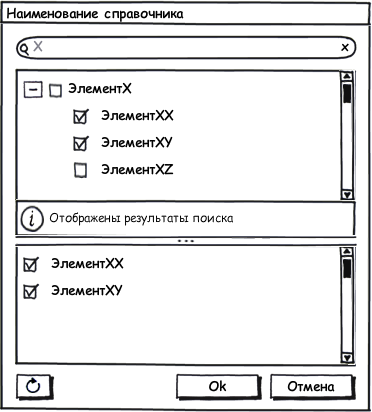 Наименование справочника
X
x
ЭлементX
ЭлементXX
ЭлементXY
ЭлементXZ
i Отображены результаты поиска
ЭлементXX
ЭлементXY
Ok Отмена